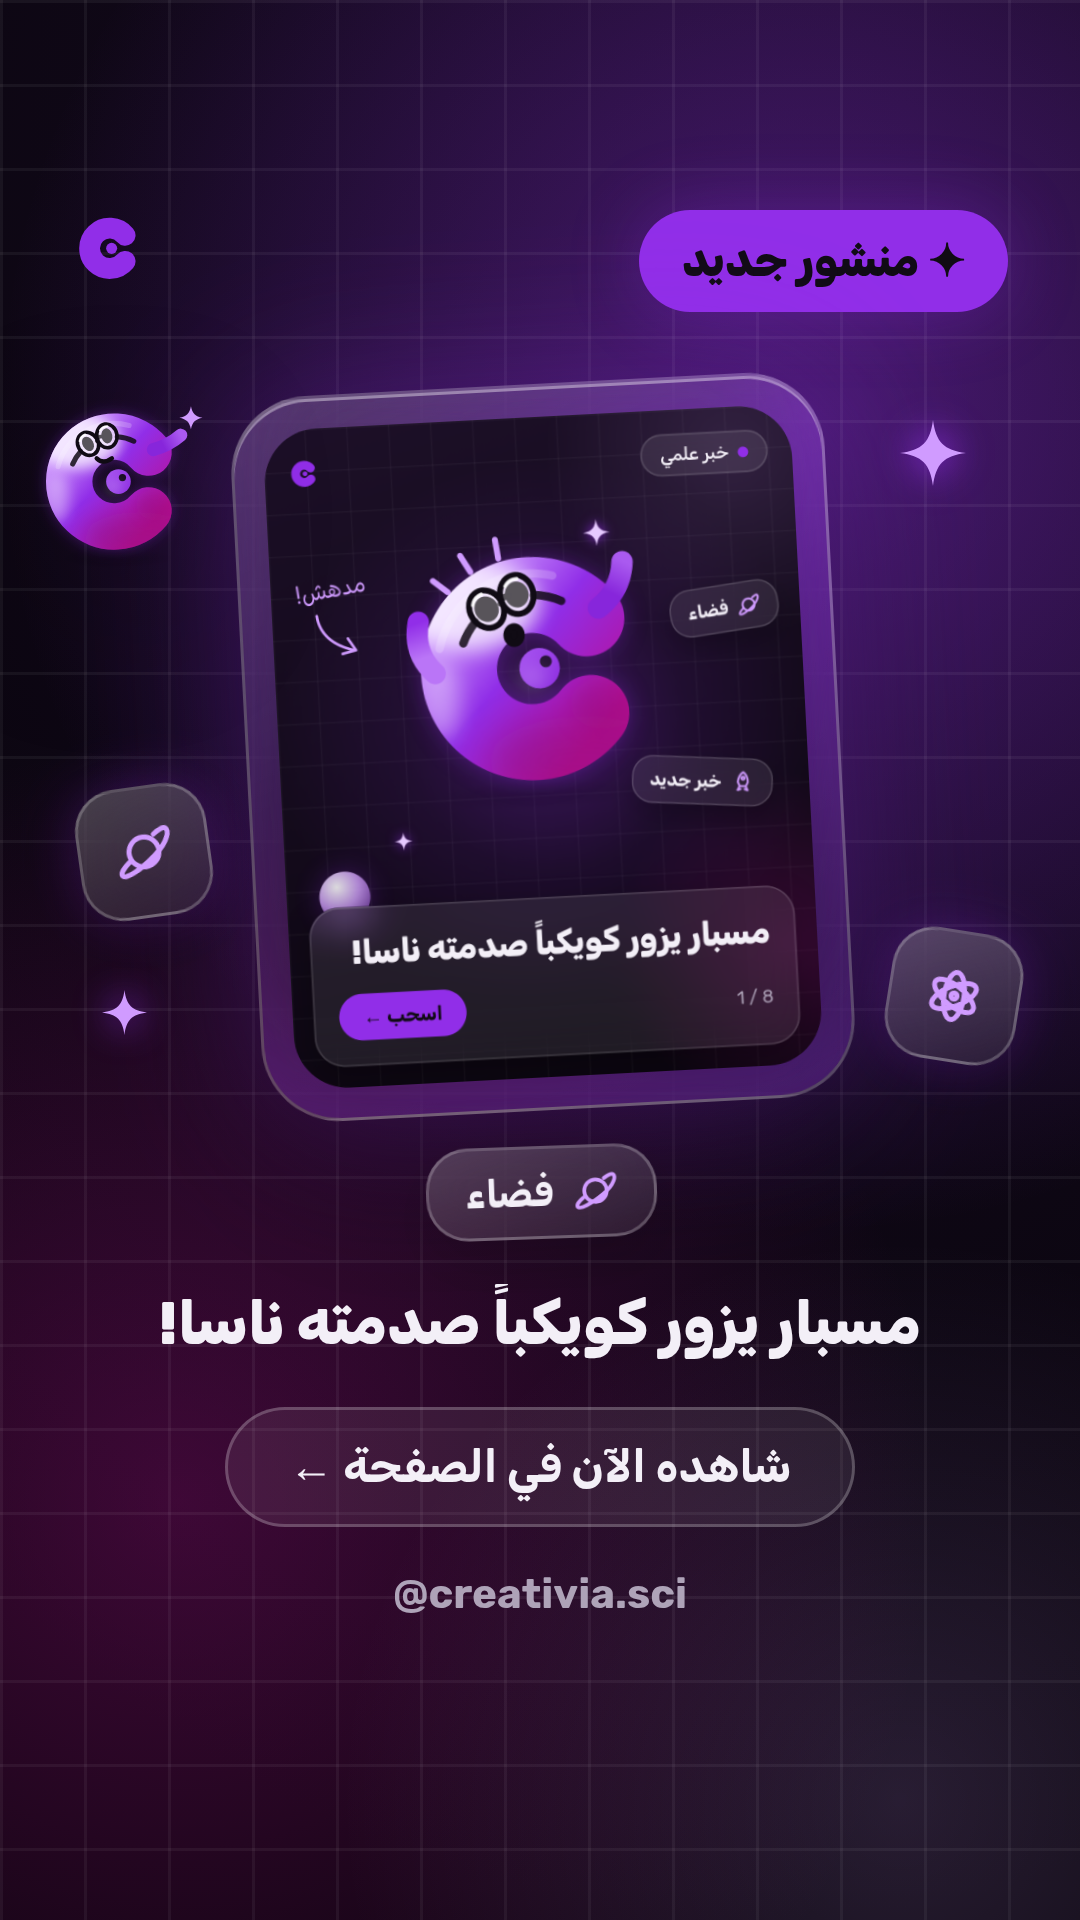 ✦ منشور جديد
خبر علمي
مدهش!
فضاء
خبر جديد
مسبار يزور كويكباً صدمته ناسا!
1 / 8
اسحب ←
فضاء
مسبار يزور كويكباً صدمته ناسا!
شاهده الآن في الصفحة ←
@creativia.sci